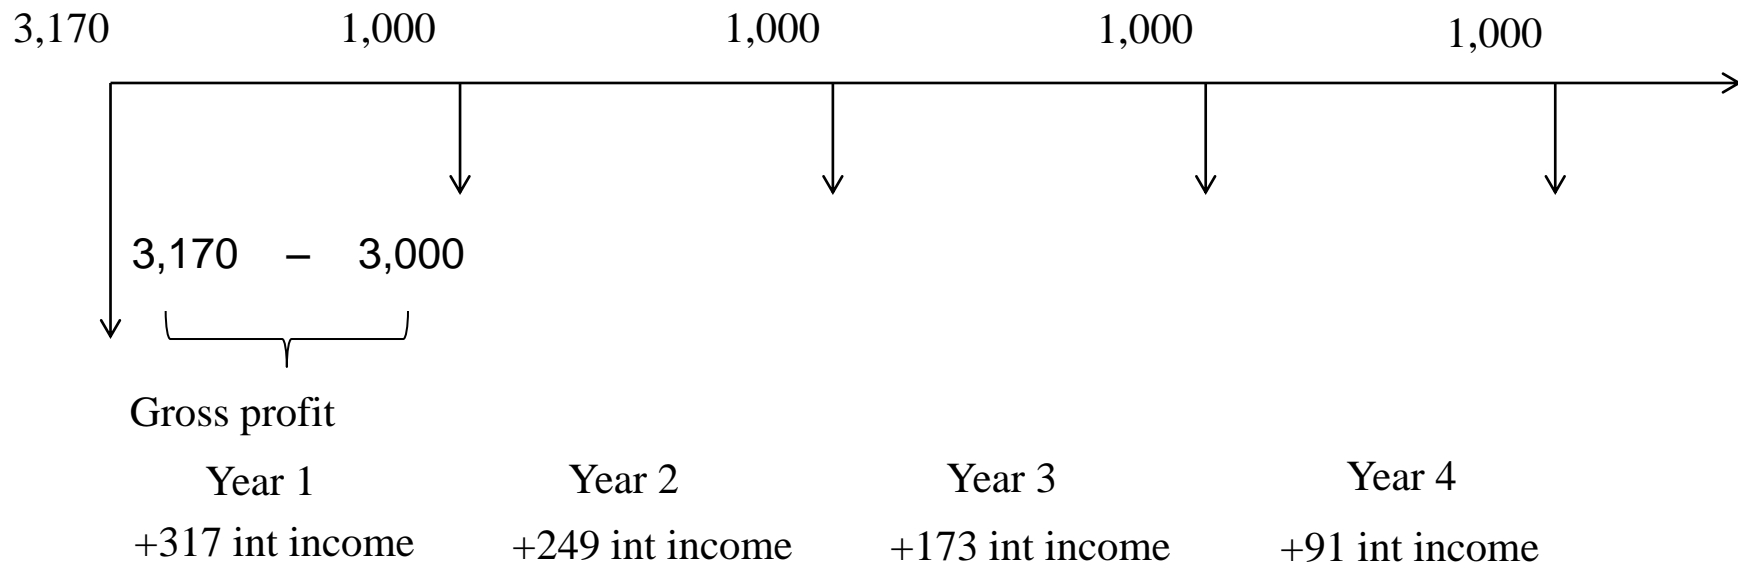 3,170 1,000 1,000 1,000 1,000
3,170 – 3,000
Gross profit
Year 1 Year 2 Year 3 Year 4
+317 int income +249 int income +173 int income +91 int income